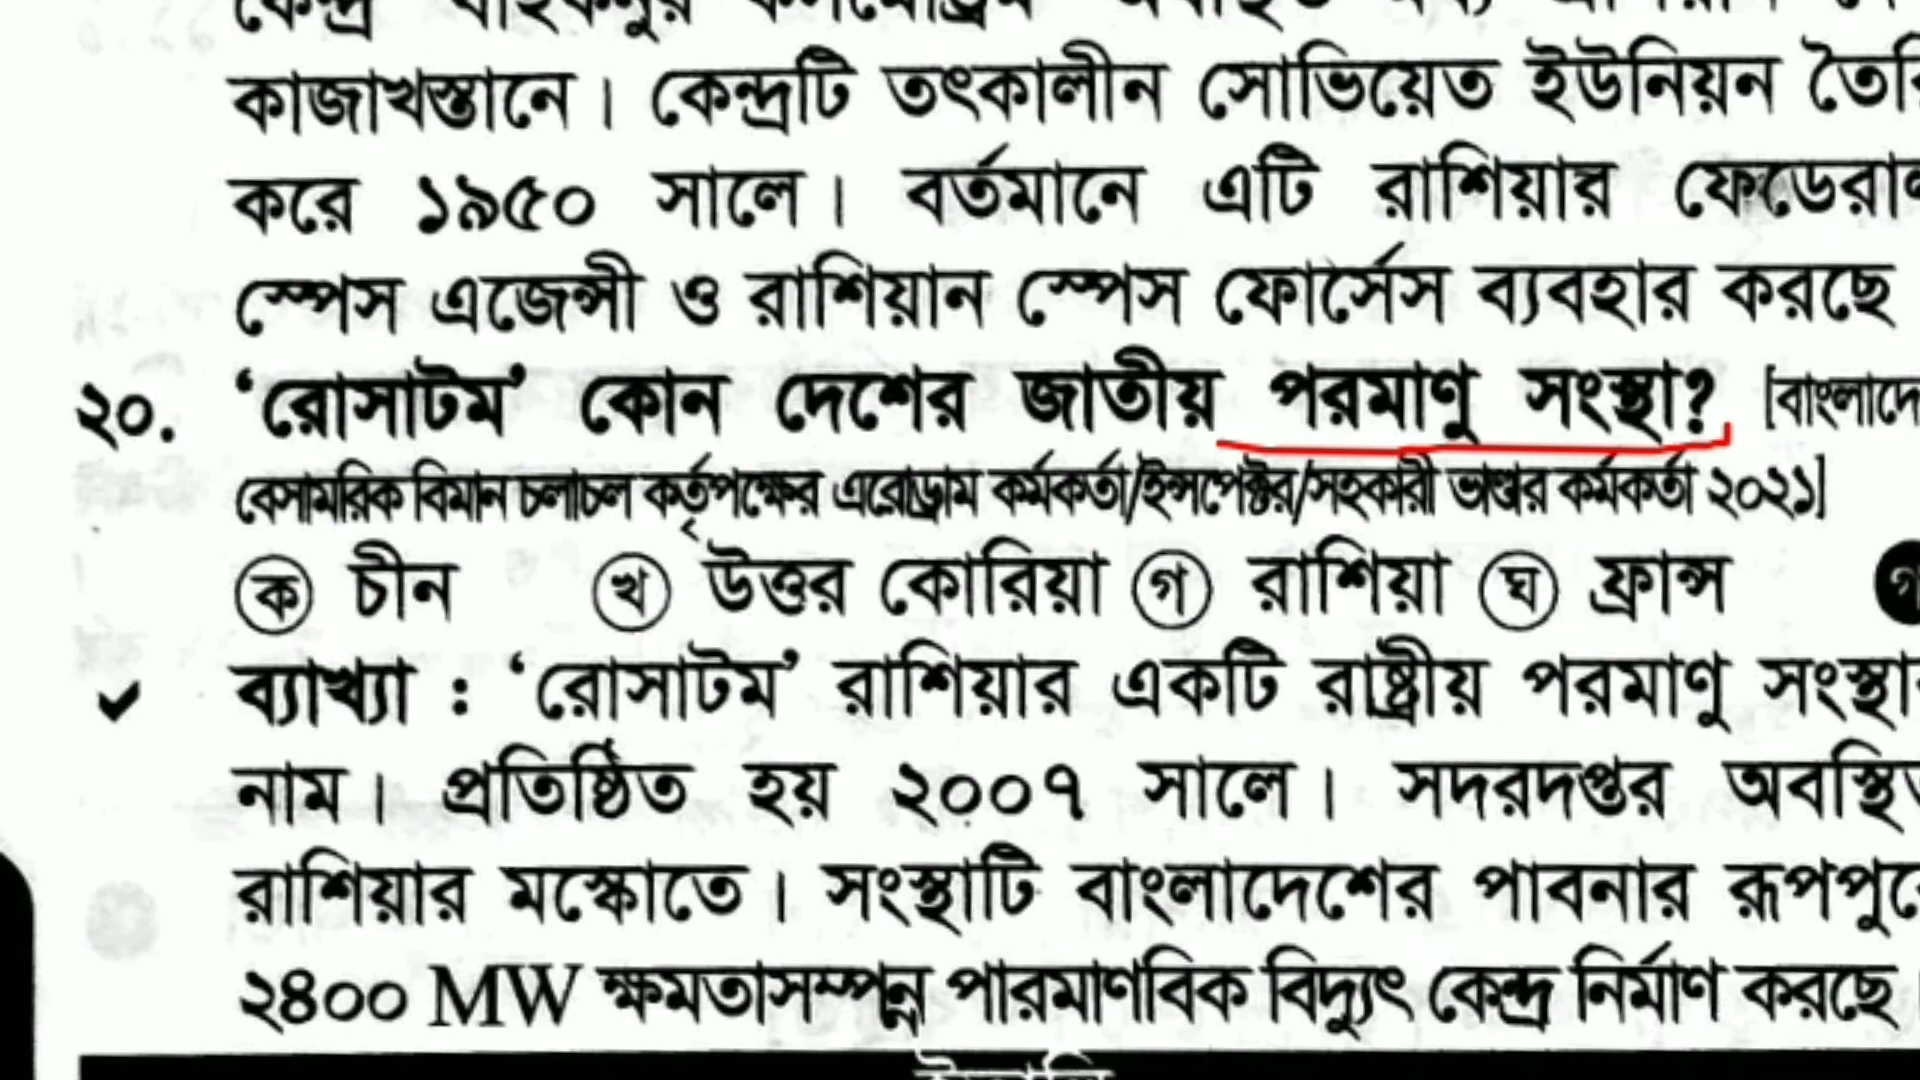 কাজাখস্তানে। কেন্দ্রটি তৎকালীন সোভিয়েত ইউনিয়ন
করে ১৯৫০ সালে। বর্তমানে এটি রাশিয়ার
স্পেস এজেন্সী ও রাশিয়ান স্পেস ফোর্সেস ব্যবহার করছে
২০. ‘রোসাটম’ কোন দেশের জাতীয় পরমাণু সংস্থা?
বেসামরিক বিমান চলাচল কর্তৃপক্ষের এরোড্রাম কর্মকর্তা/ইন্সপেক্টর/সহকারী ভাণ্ডার কর্মকর্তা ২০২১]
ক চীন খ উত্তর কোরিয়া গ রাশিয়া ঘ ফ্রান্স গ
ব্যাখ্যা : ‘রোসাটম’ রাশিয়ার একটি রাষ্ট্রীয় পরমাণু
নাম। প্রতিষ্ঠিত হয় ২০০৭ সালে। সদরদপ্তর
রাশিয়ার মস্কোতে। সংস্থাটি বাংলাদেশের পাবনার
২৪০০ MW ক্ষমতাসম্পন্ন পারমাণবিক বিদ্যুৎ কেন্দ্র নির্মাণ করছে